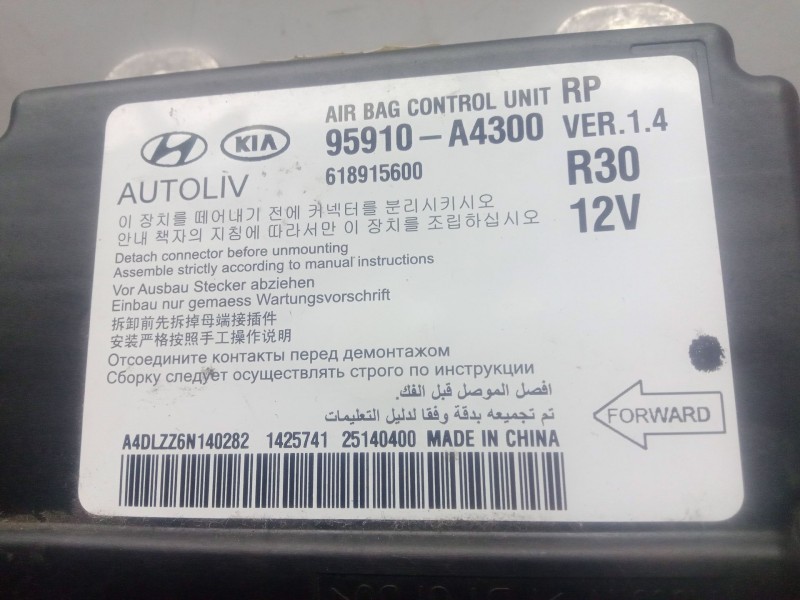 AIR BAG CONTROL UNIT RP
KIA 95910-A4300 VER.1.4
AUTOLIV 618915600 R30
12V
이 장치를 떼어내기 전에 커넥터를 분리시키시오
안내 책자의 지침에 따라서만 이 장치를 조립하십시오
Detach connector before unmounting
Assemble strictly according to manual instructions
Vor Ausbau Stecker abziehen
Einbau nur gemaess Wartungsvorschrift
拆卸前先拆掉母端接插件
安装严格按照手工操作说明
Отсоедините контакты перед демонтажом
Сборку следует осуществлять строго по инструкции
افصل الموصل قبل الفك.
تم تجميعه بدقة وفقا لدليل التعليمات
FORWARD
A4DLZZ6N140282 1425741 25140400 MADE IN CHINA